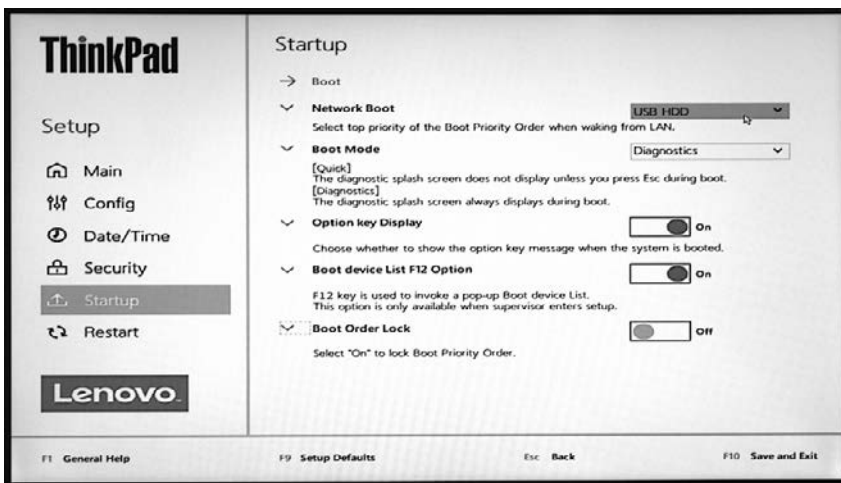 ThinkPad
Setup
Main
Config
Date/Time
Security
Startup
Restart
Lenovo.
Startup
Boot
Network Boot
USB HDD
Select top priority of the Boot Priority Order when waking from LAN.
Boot Mode
Diagnostics
[Quick]
The diagnostic splash screen does not display unless you press Esc during boot.
[Diagnostics]
The diagnostic splash screen always displays during boot.
Option key Display
On
Choose whether to show the option key message when the system is booted.
Boot device List F12 Option
On
F12 key is used to invoke a pop-up Boot device List.
This option is only available when supervisor enters setup.
Boot Order Lock
Off
Select "On" to lock Boot Priority Order.
F1 General Help
F9 Setup Defaults
Esc Back
F10 Save and Exit